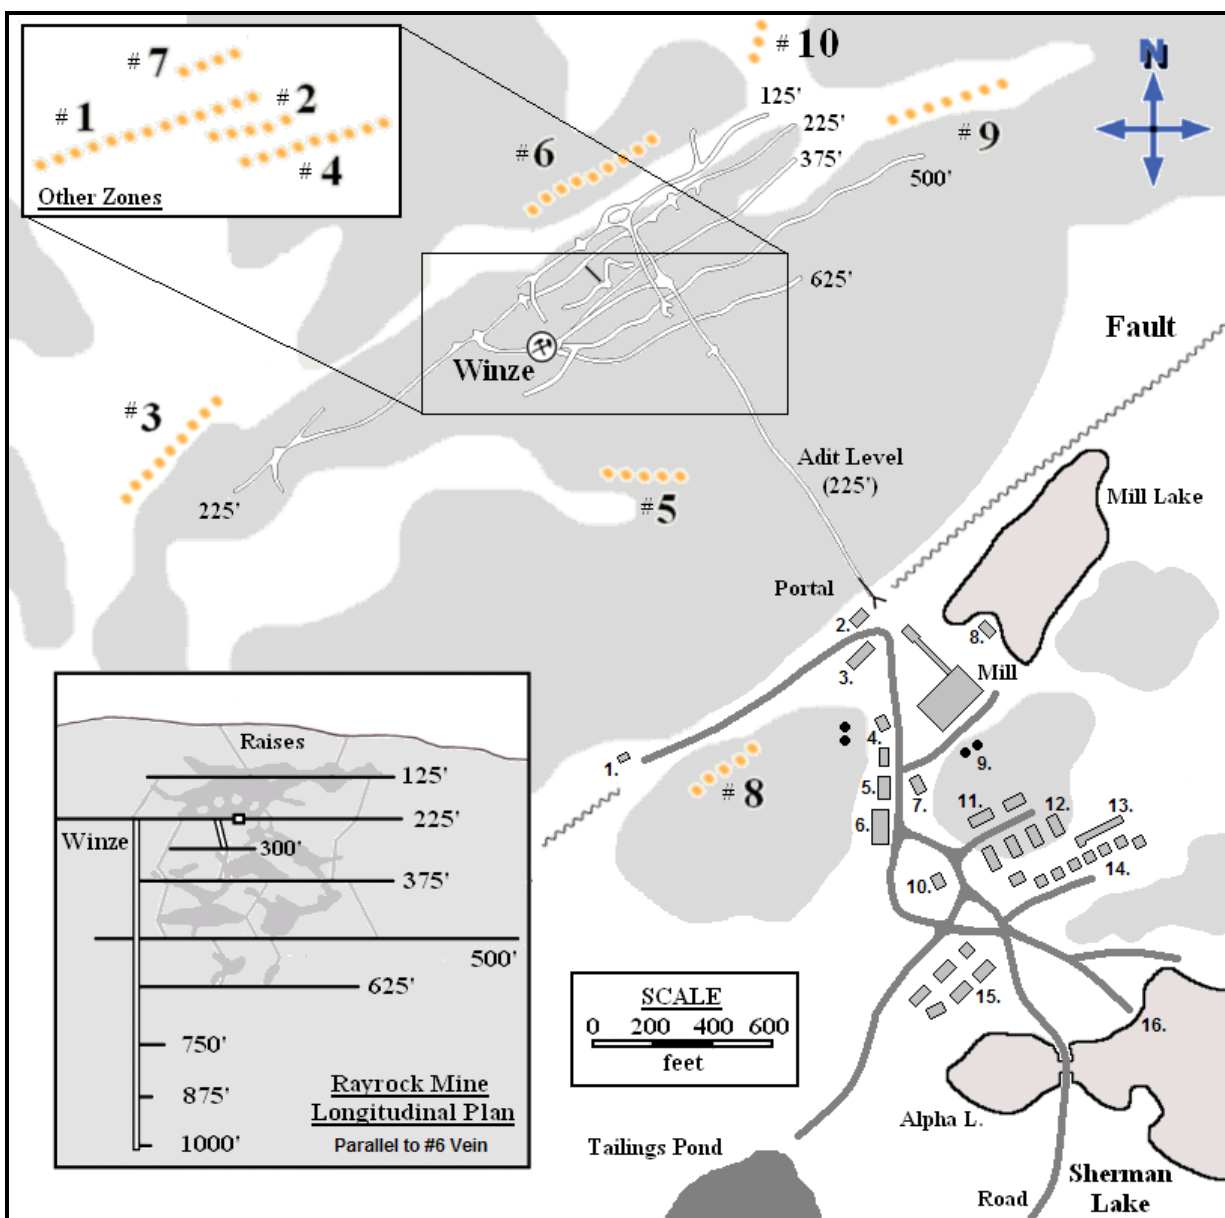 # 10
N
# 7
# 1
# 2
# 4
Other Zones
# 6
125'
225'
375'
500'
# 9
625'
Winze
Fault
# 3
225'
# 5
Adit Level
(225')
Mill Lake
Portal
2.
3.
8.
Mill
1.
# 8
4.
5.
6.
7.
9.
10.
11.
12.
13.
14.
15.
16.
Raises
125'
225'
Winze
300'
375'
500'
625'
750'
875'
1000'
Rayrock Mine
Longitudinal Plan
Parallel to #6 Vein
SCALE
0 200 400 600
feet
Alpha L.
Tailings Pond
Road
Sherman
Lake